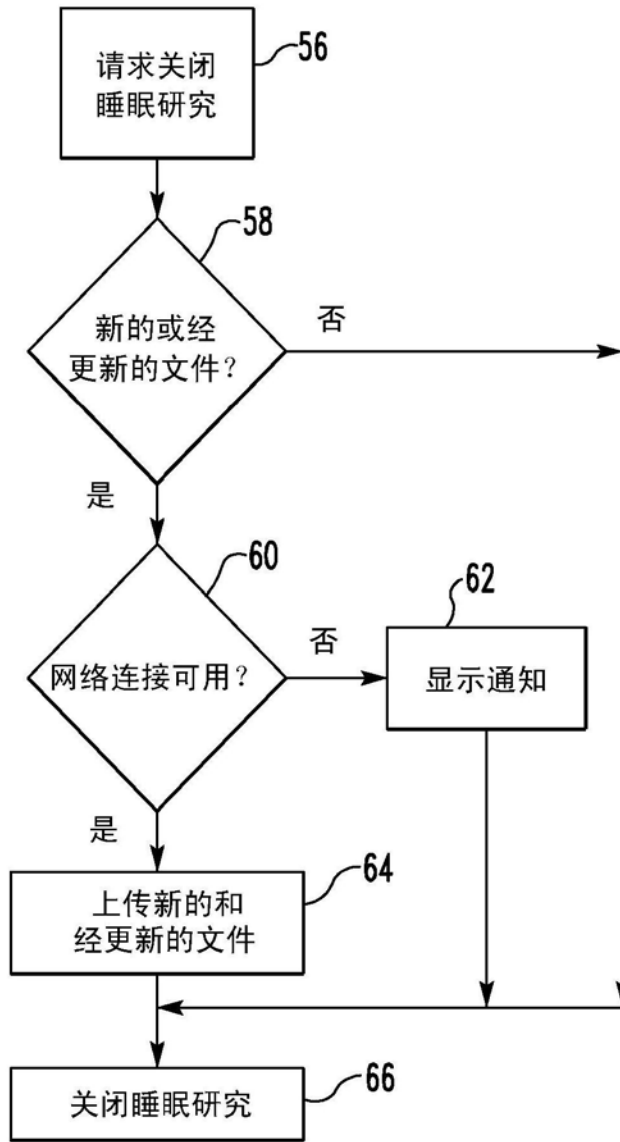 请求关闭
睡眠研究
56
58
新的或经
更新的文件?
否
是
60
网络连接可用?
否
62
显示通知
是
上传新的和
经更新的文件
64
关闭睡眠研究
66